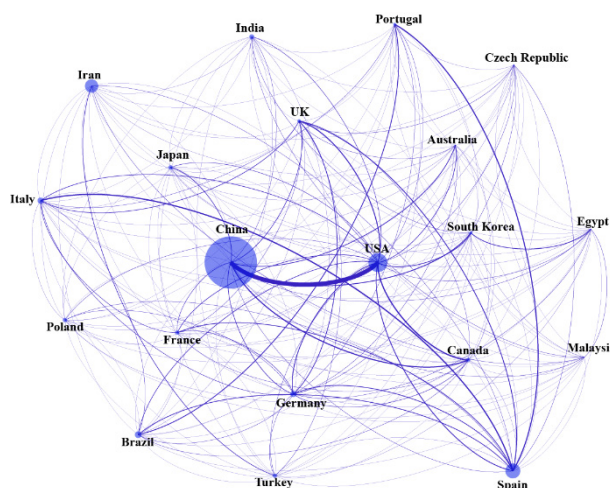 Portugal
India
Czech Republic
Iran
UK
Australia
Japan
Italy
China
South Korea
Egypt
USA
Poland
France
Canada
Malaysi
Germany
Brazil
Turkey
Spain